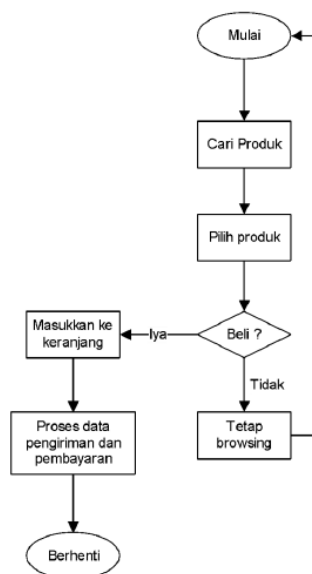 Mulai
Cari Produk
Pilih produk
Beli ?
Iya
Masukkan ke
keranjang
Proses data
pengiriman dan
pembayaran
Berhenti
Tidak
Tetap
browsing